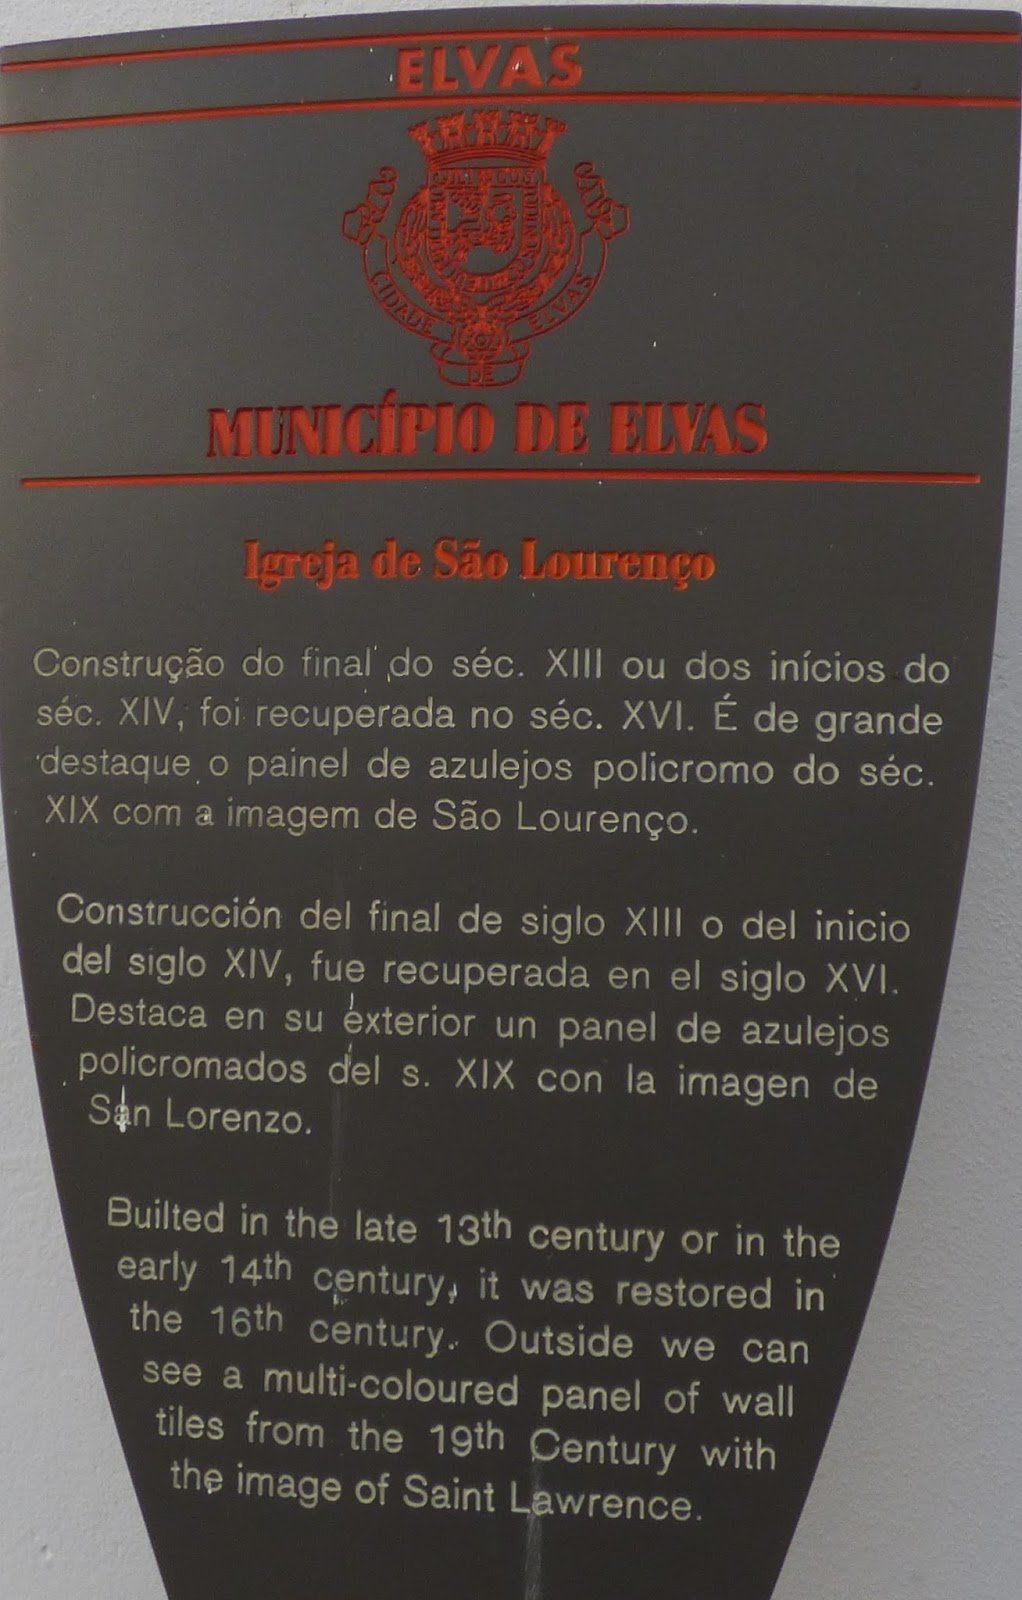 ELVAS
CIDADE DE ELVAS
MUNICÍPIO DE ELVAS
Igreja de São Lourenço
Construção do final do séc. XIII ou dos inícios do
séc. XIV, foi recuperada no séc. XVI. É de grande
destaque o painel de azulejos policromo do séc.
XIX com a imagem de São Lourenço.
Construcción del final de siglo XIII o del inicio
del siglo XIV, fue recuperada en el siglo XVI.
Destaca en su exterior un panel de azulejos
policromados del s. XIX con la imagen de
San Lorenzo.
Builted in the late 13th century or in the
early 14th century, it was restored in
the 16th century. Outside we can
see a multi-coloured panel of wall
tiles from the 19th Century with
the image of Saint Lawrence.